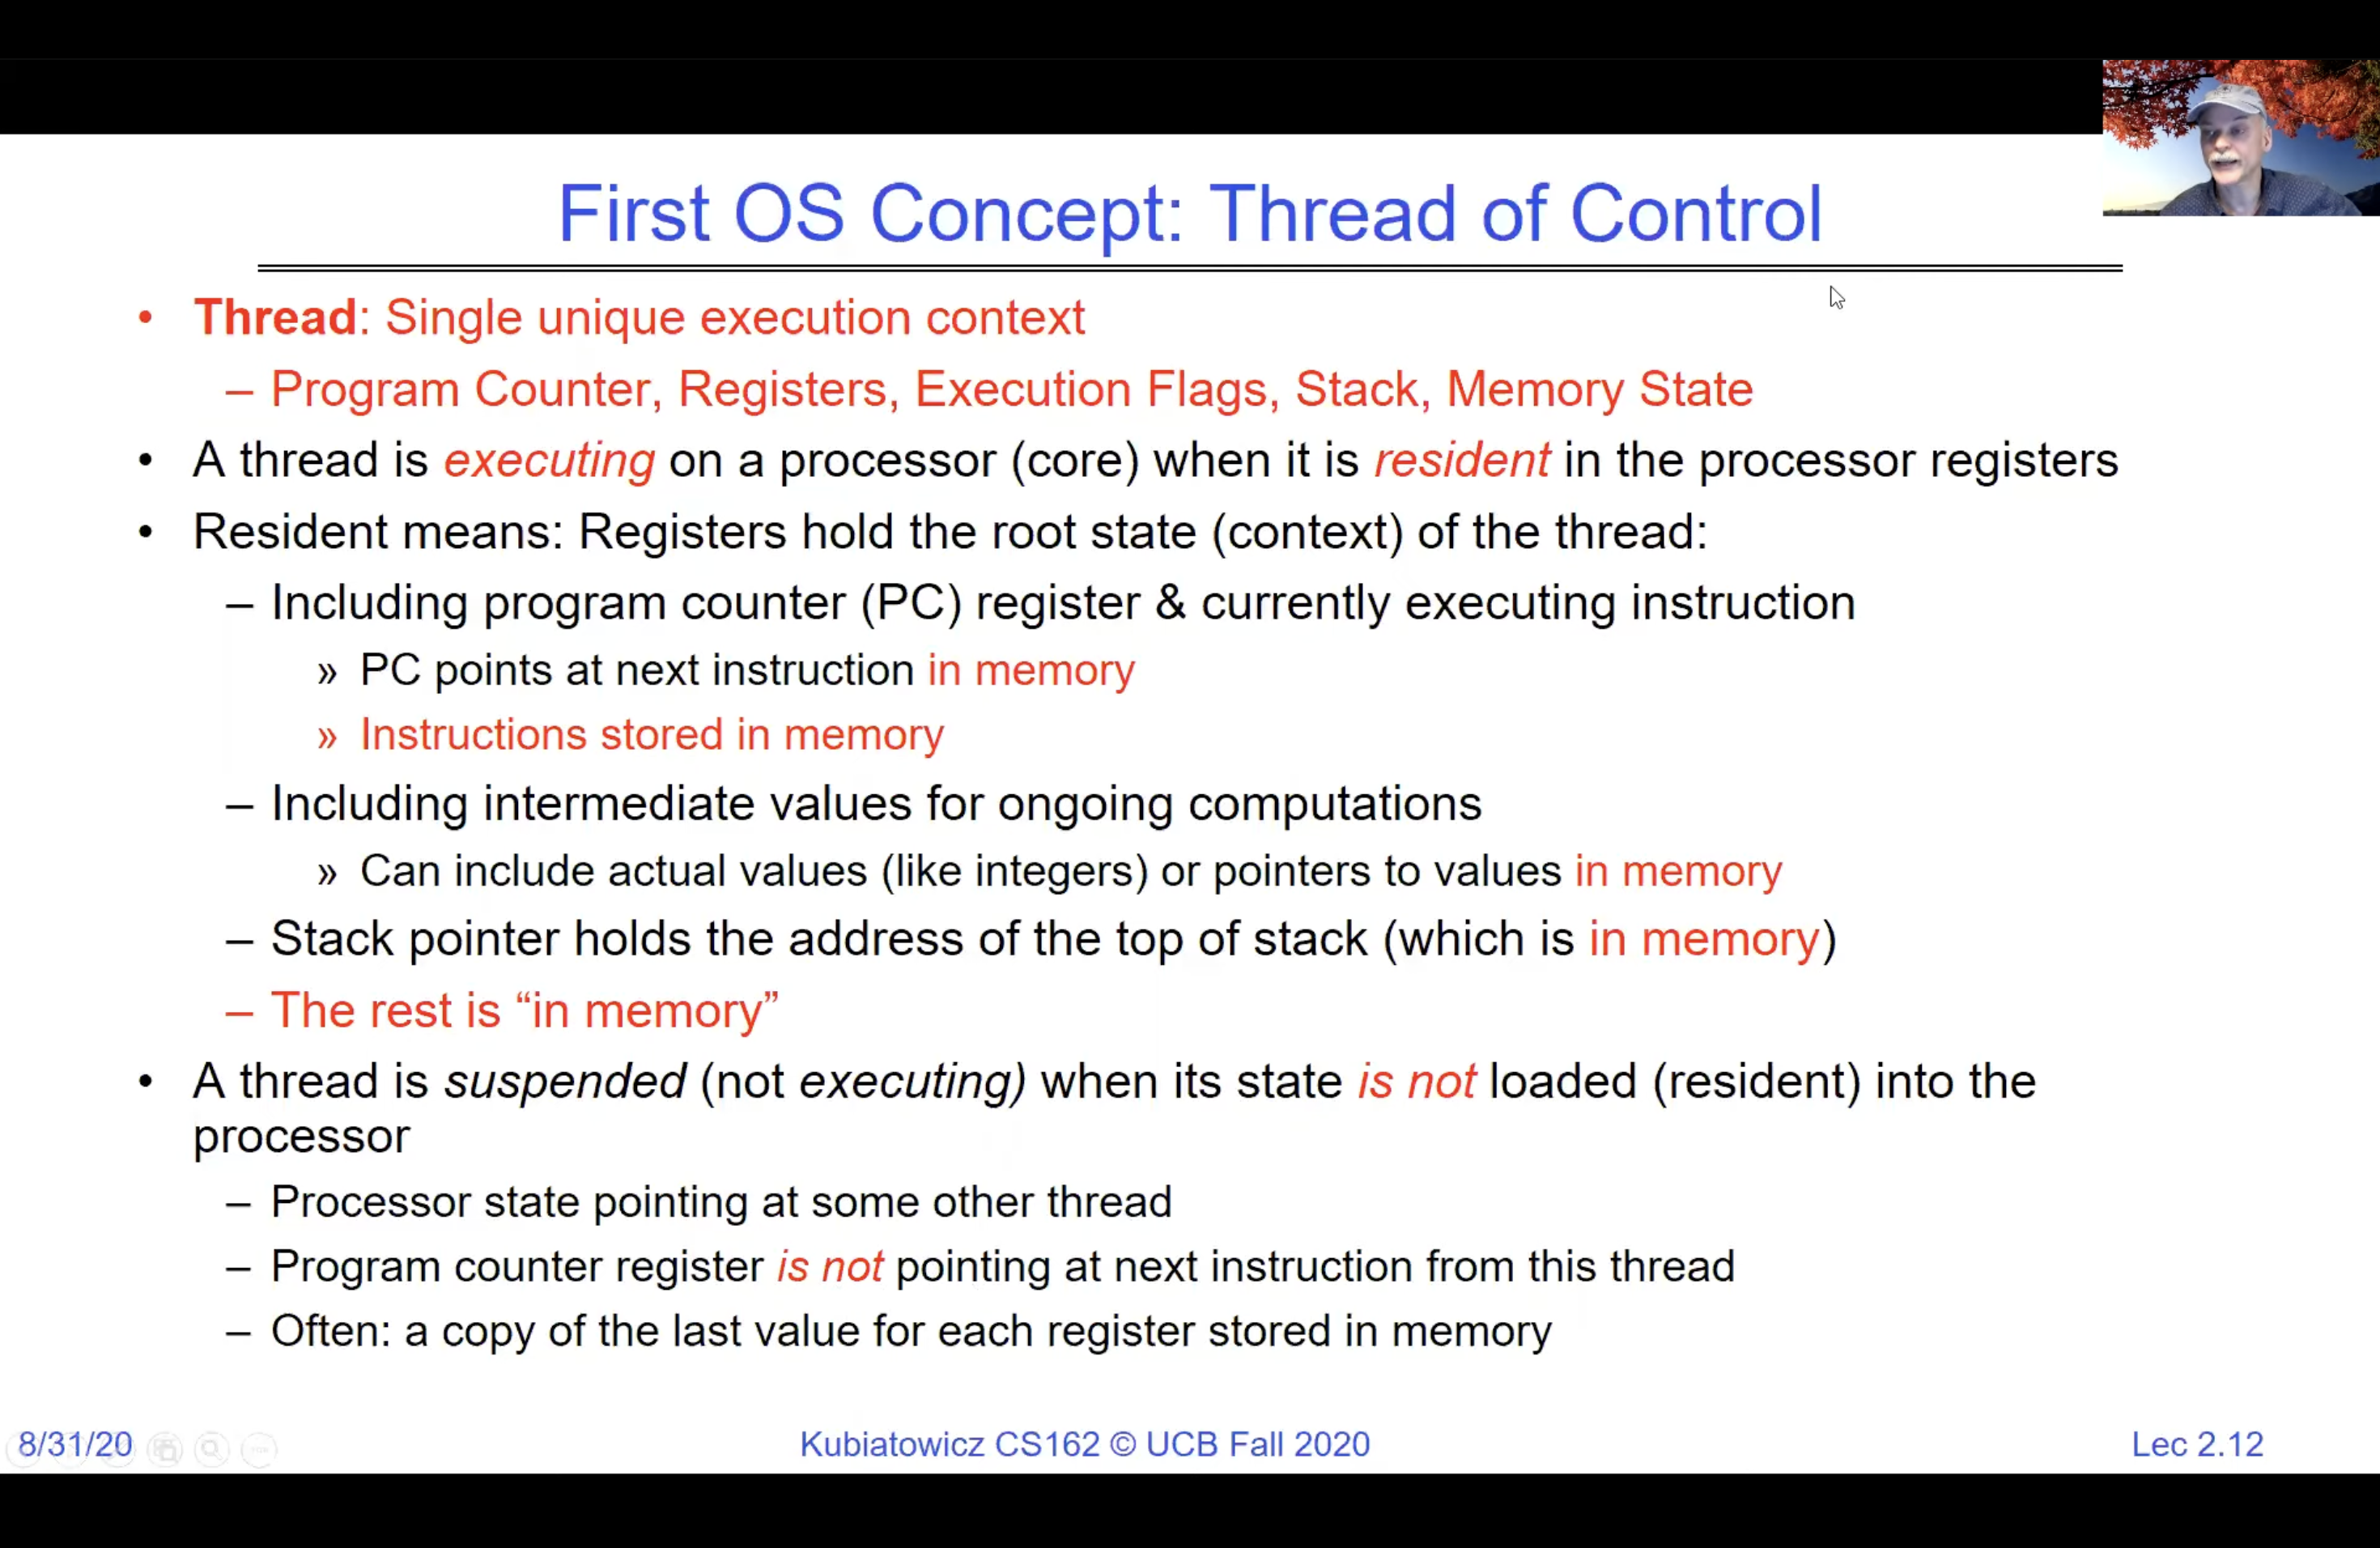 First OS Concept: Thread of Control
• Thread: Single unique execution context
– Program Counter, Registers, Execution Flags, Stack, Memory State
• A thread is executing on a processor (core) when it is resident in the processor registers
• Resident means: Registers hold the root state (context) of the thread:
– Including program counter (PC) register & currently executing instruction
» PC points at next instruction in memory
» Instructions stored in memory
– Including intermediate values for ongoing computations
» Can include actual values (like integers) or pointers to values in memory
– Stack pointer holds the address of the top of stack (which is in memory)
– The rest is “in memory”
• A thread is suspended (not executing) when its state is not loaded (resident) into the
processor
– Processor state pointing at some other thread
– Program counter register is not pointing at next instruction from this thread
– Often: a copy of the last value for each register stored in memory
8/31/20
Kubiatowicz CS162 © UCB Fall 2020
Lec 2.12